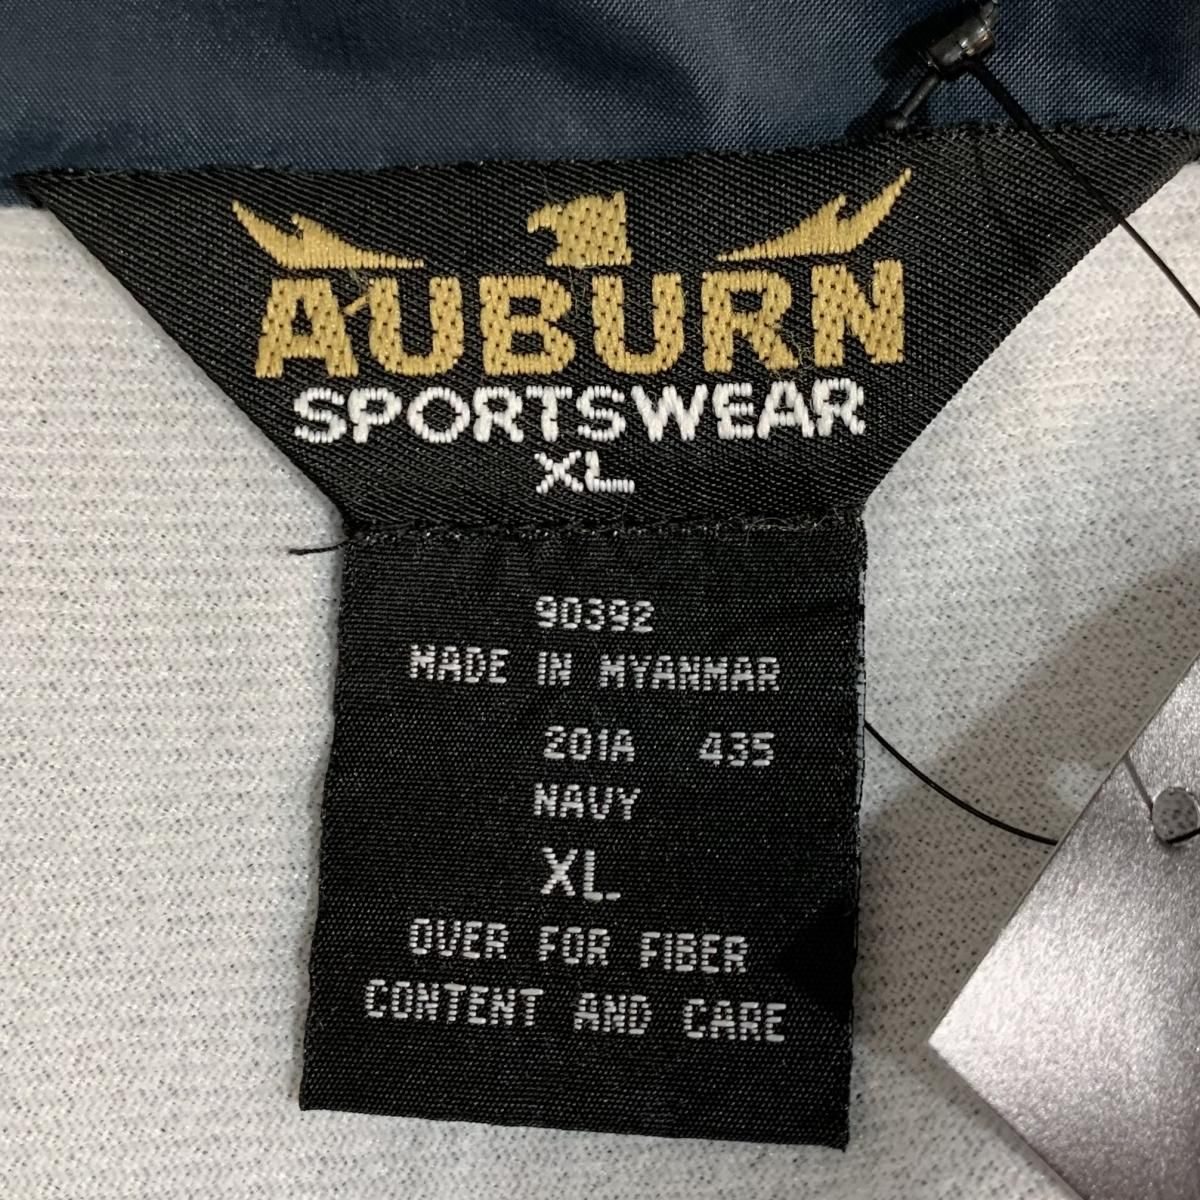 AUBURN
SPORTSWEAR
XL
90392
MADE IN MYANMAR
201A 435
NAVY
XL
OVER FOR FIBER
CONTENT AND CARE